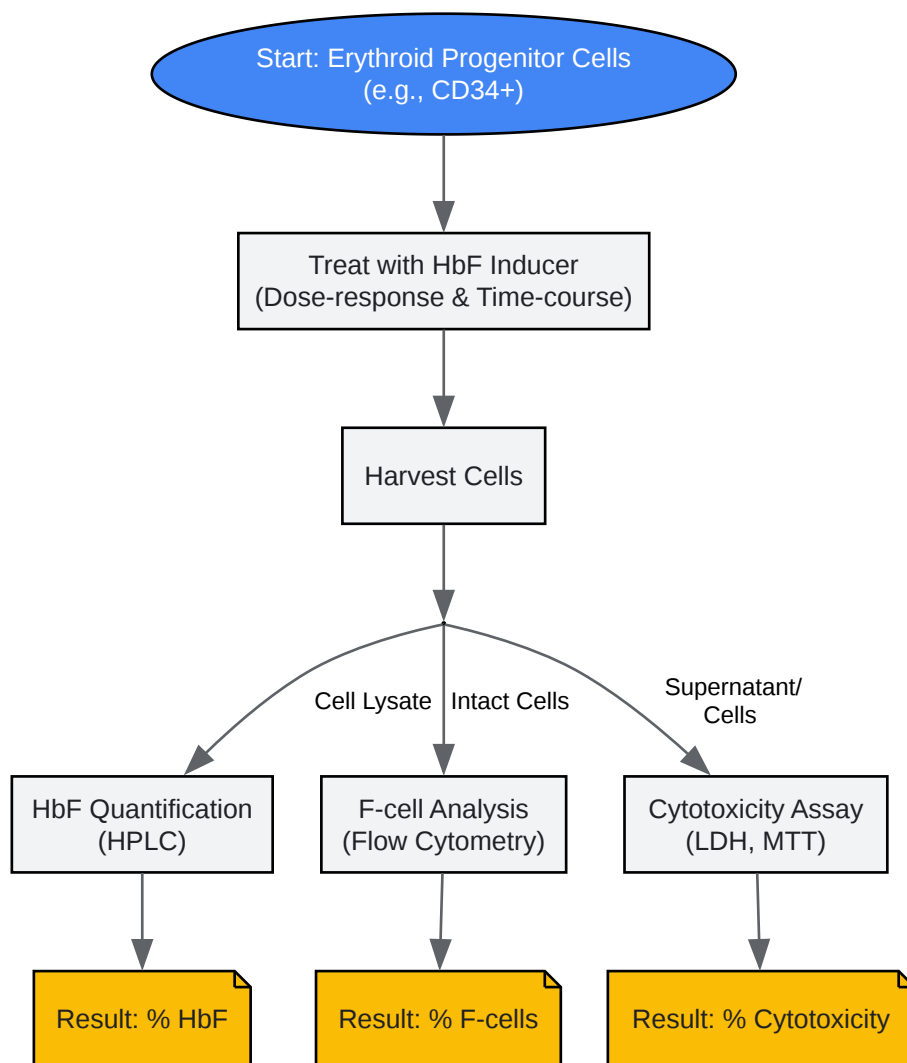 Start: Erythroid Progenitor Cells
(e.g., CD34+)
Treat with HbF Inducer
(Dose-response & Time-course)
Harvest Cells
Cell Lysate
Intact Cells
Supernatant/
Cells
HbF Quantification
(HPLC)
F-cell Analysis
(Flow Cytometry)
Cytotoxicity Assay
(LDH, MTT)
Result: % HbF
Result: % F-cells
Result: % Cytotoxicity